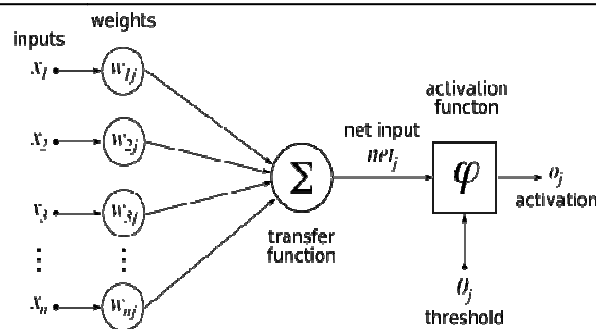 weights
inputs
x1
w1j
x2
w2j
x3
w3j
⋮ ⋮
xn
wnj
Σ
transfer
function
net input
netj
activation
functon
φ
oj
activation
θj
threshold